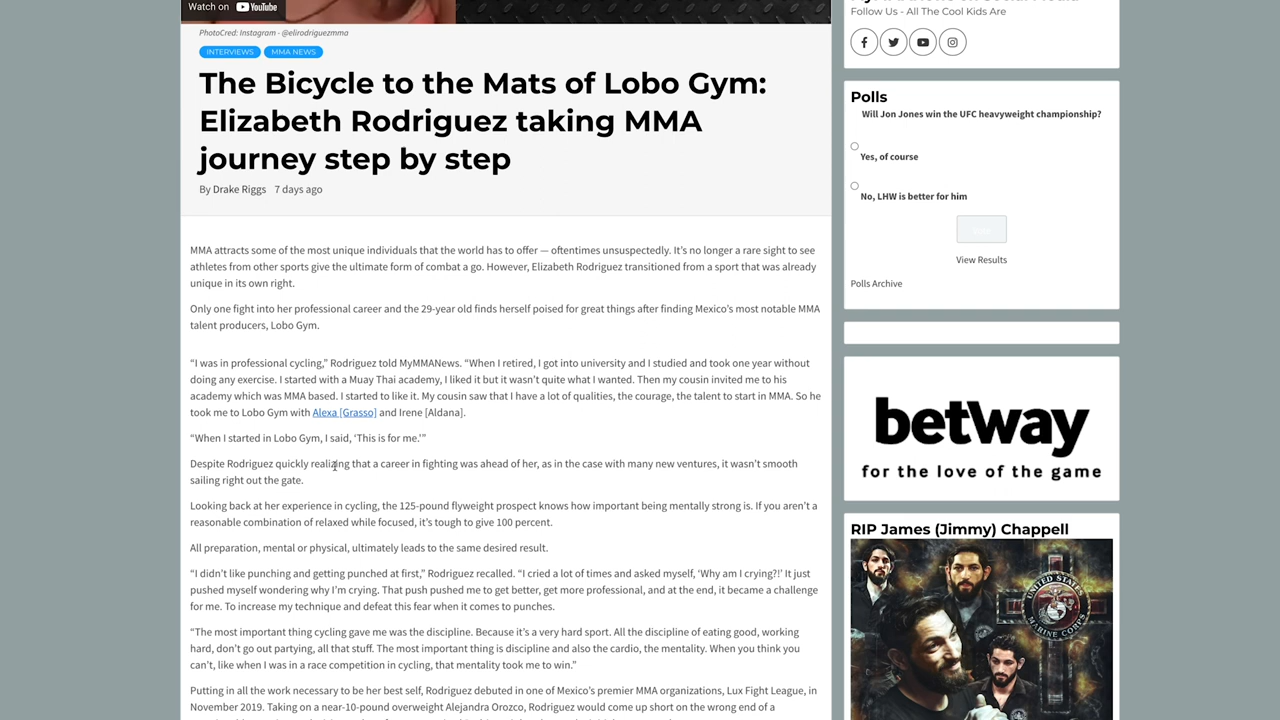 Watch on YouTube
PhotoCred: Instagram - @elirodriguezmma
INTERVIEWS MMA NEWS
The Bicycle to the Mats of Lobo Gym:
Elizabeth Rodriguez taking MMA
journey step by step
By Drake Riggs 7 days ago
MMA attracts some of the most unique individuals that the world has to offer — oftentimes unsuspectedly. It's no longer a rare sight to see
athletes from other sports give the ultimate form of combat a go. However, Elizabeth Rodriguez transitioned from a sport that was already
unique in its own right.
Only one fight into her professional career and the 29-year old finds herself poised for great things after finding Mexico's most notable MMA
talent producers, Lobo Gym.
“I was in professional cycling,” Rodriguez told MyMMANews. “When I retired, I got into university and I studied and took one year without
doing any exercise. I started with a Muay Thai academy, I liked it but it wasn't quite what I wanted. Then my cousin invited me to his
academy which was MMA based. I started to like it. My cousin saw that I have a lot of qualities, the courage, the talent to start in MMA. So he
took me to Lobo Gym with Alexa [Grasso] and Irene [Aldana].
“When I started in Lobo Gym, I said, ‘This is for me.’”
Despite Rodriguez quickly realizing that a career in fighting was ahead of her, as in the case with many new ventures, it wasn't smooth
sailing right out the gate.
Looking back at her experience in cycling, the 125-pound flyweight prospect knows how important being mentally strong is. If you aren't a
reasonable combination of relaxed while focused, it's tough to give 100 percent.
All preparation, mental or physical, ultimately leads to the same desired result.
“I didn't like punching and getting punched at first,” Rodriguez recalled. “I cried a lot of times and asked myself, ‘Why am I crying?!’ It just
pushed myself wondering why I'm crying. That push pushed me to get better, get more professional, and at the end, it became a challenge
for me. To increase my technique and defeat this fear when it comes to punches.
“The most important thing cycling gave me was the discipline. Because it's a very hard sport. All the discipline of eating good, working
hard, don't go out partying, all that stuff. The most important thing is discipline and also the cardio, the mentality. When you think you
can't, like when I was in a race competition in cycling, that mentality took me to win.”
Putting in all the work necessary to be her best self, Rodriguez debuted in one of Mexico's premier MMA organizations, Lux Fight League, in
November 2019. Taking on a near-10-pound overweight Alejandra Orozco, Rodriguez would come up short on the wrong end of a
Follow Us - All The Cool Kids Are
Polls
Will Jon Jones win the UFC heavyweight championship?
Yes, of course
No, LHW is better for him
Vote
View Results
Polls Archive
betway
for the love of the game
RIP James (Jimmy) Chappell
UNITED STATES
MARINE CORPS